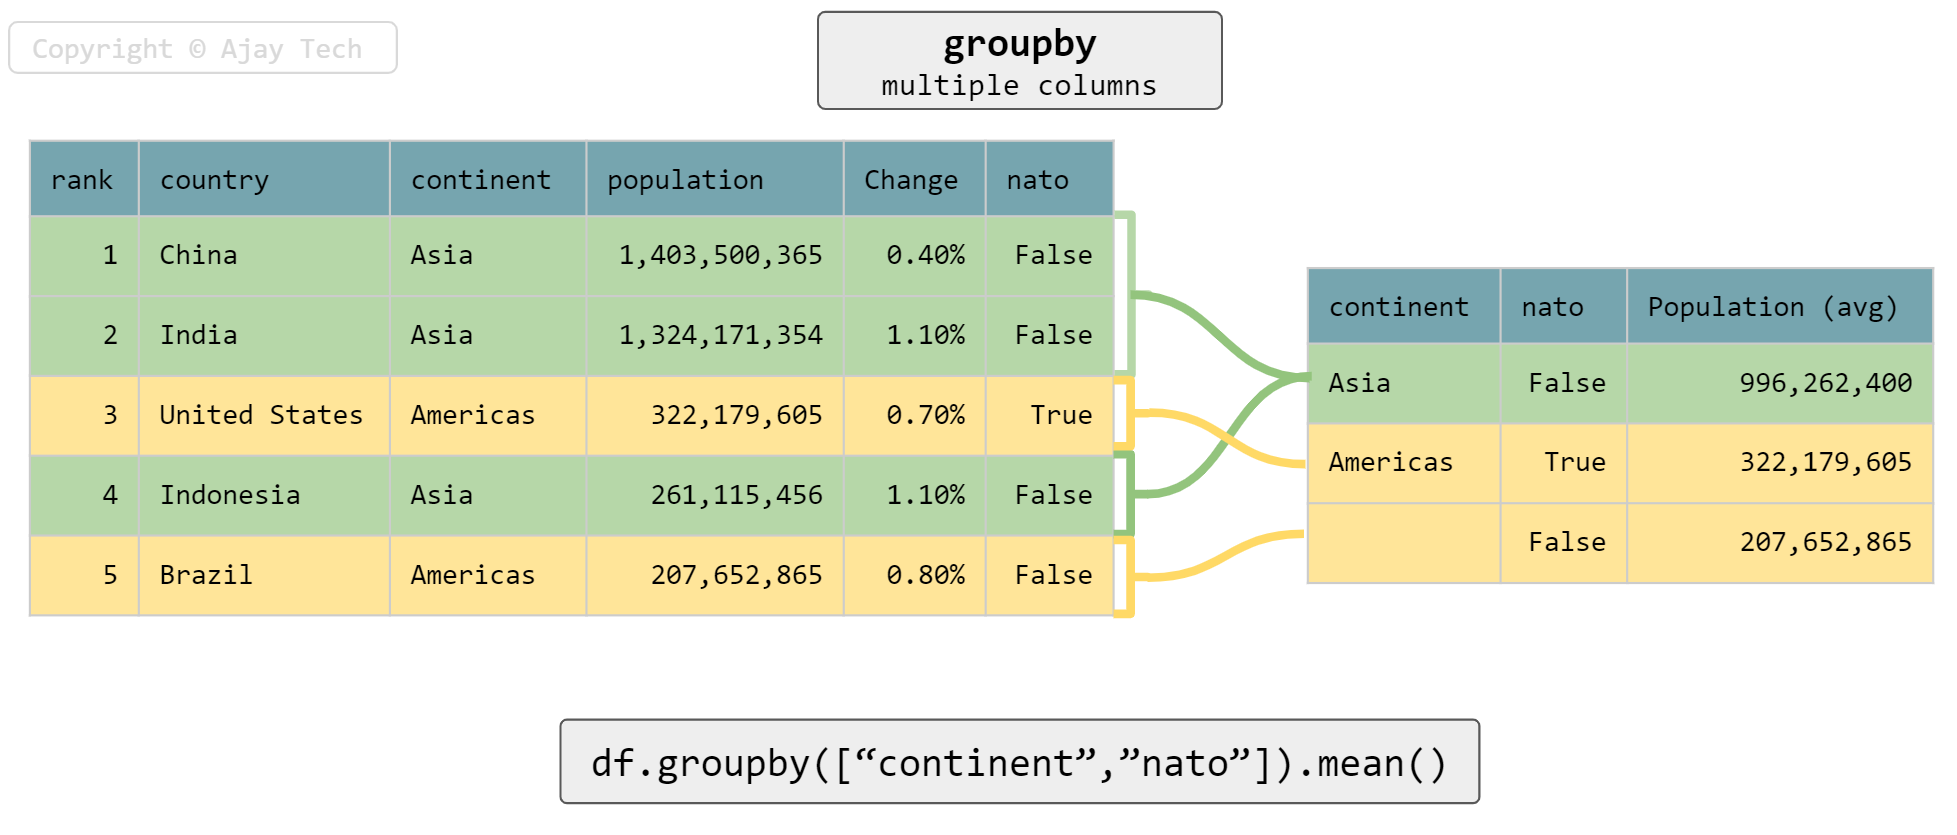 Copyright © Ajay Tech
groupby
multiple columns
rank country continent population Change nato
1 China Asia 1,403,500,365 0.40% False
2 India Asia 1,324,171,354 1.10% False
3 United States Americas 322,179,605 0.70% True
4 Indonesia Asia 261,115,456 1.10% False
5 Brazil Americas 207,652,865 0.80% False
continent nato Population (avg)
Asia False 996,262,400
Americas True 322,179,605
False 207,652,865
df.groupby([“continent”,”nato”]).mean()